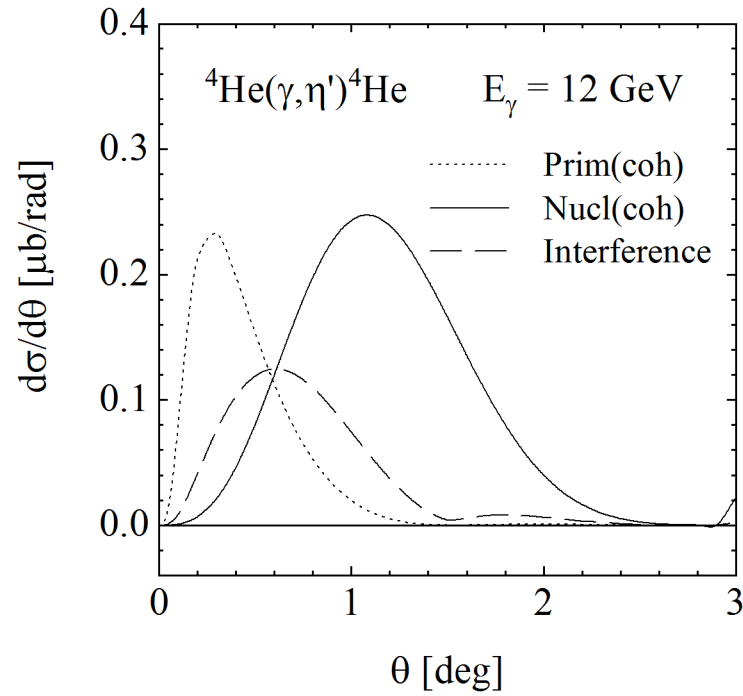 0.4
⁴He(γ,η')⁴He E_γ = 12 GeV
0.3
Prim(coh)
Nucl(coh)
Interference
0.2
0.1
0.0
dσ/dθ [μb/rad]
0 1 2 3
θ [deg]